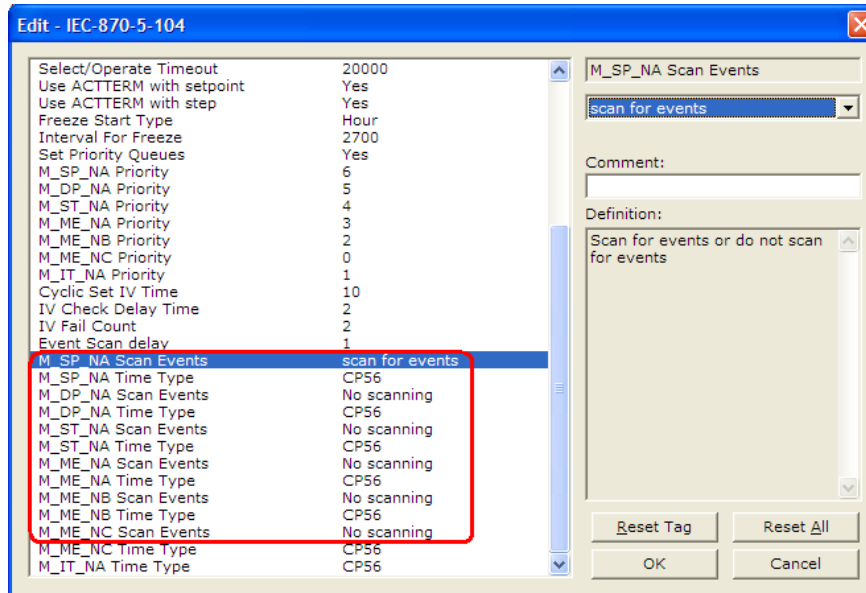 Edit - IEC-870-5-104
Select/Operate Timeout 20000
Use ACTTERM with setpoint Yes
Use ACTTERM with step Yes
Freeze Start Type Hour
Interval For Freeze 2700
Set Priority Queues Yes
M_SP_NA Priority 6
M_DP_NA Priority 5
M_ST_NA Priority 4
M_ME_NA Priority 3
M_ME_NB Priority 2
M_ME_NC Priority 0
M_IT_NA Priority 1
Cyclic Set IV Time 10
IV Check Delay Time 2
IV Fail Count 2
Event Scan delay 1
M_SP_NA Scan Events scan for events
M_SP_NA Time Type CP56
M_DP_NA Scan Events No scanning
M_DP_NA Time Type CP56
M_ST_NA Scan Events No scanning
M_ST_NA Time Type CP56
M_ME_NA Scan Events No scanning
M_ME_NA Time Type CP56
M_ME_NB Scan Events No scanning
M_ME_NB Time Type CP56
M_ME_NC Scan Events No scanning
M_ME_NC Time Type CP56
M_IT_NA Time Type CP56
M_SP_NA Scan Events
scan for events
Comment:
Definition:
Scan for events or do not scan
for events
Reset Tag Reset All
OK Cancel